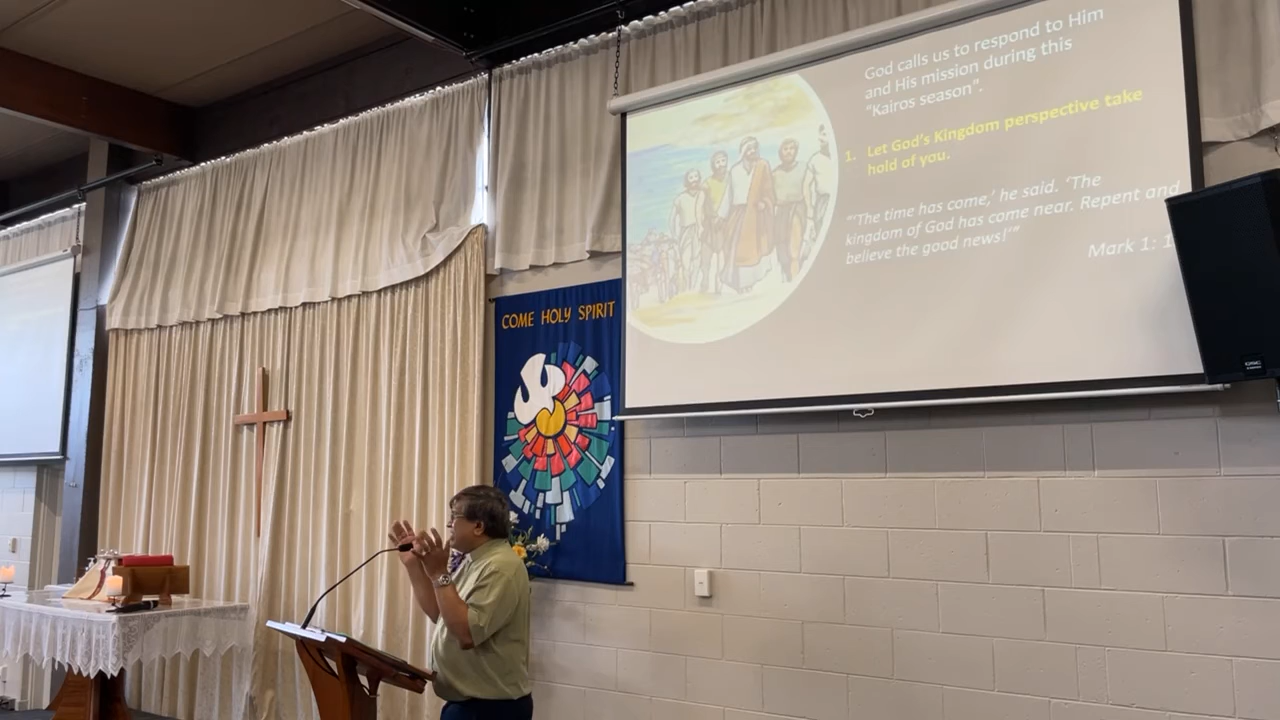 God calls us to respond to Him
and His mission during this
"Kairos season".
1. Let God's Kingdom perspective take
hold of you.
"'The time has come,' he said. 'The
kingdom of God has come near. Repent and
believe the good news!'"
Mark 1: 1
COME HOLY SPIRIT
QSC